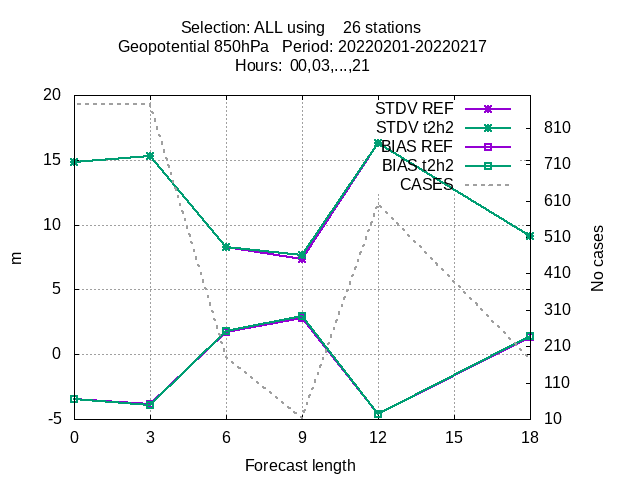 Selection: ALL using    26 stations
Geopotential 850hPa   Period: 20220201-20220217
Hours:  00,03,...,21
20
15
10
5
0
-5
m
STDV REF
STDV t2h2
BIAS REF
BIAS t2h2
CASES
810
710
610
510
410
310
210
110
10
No cases
0 3 6 9 12 15 18
Forecast length